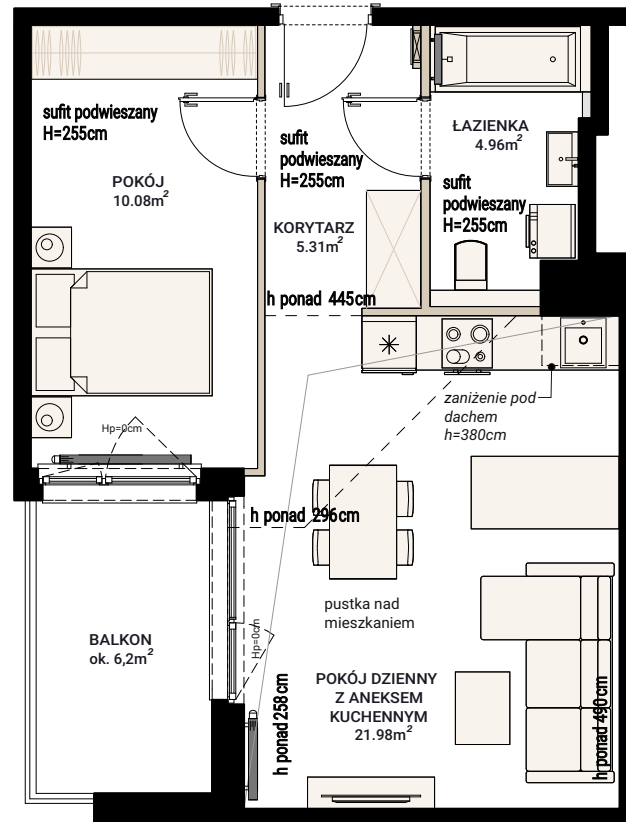 sufit podwieszany
H=255cm
POKÓJ
10.08m²
sufit
podwieszany
H=255cm
KORYTARZ
5.31m²
ŁAZIENKA
4.96m²
sufit
podwieszany
H=255cm
h ponad 445cm
zaniżenie pod
dachem
h=380cm
Hp=0cm
h ponad 296cm
pustka nad
mieszkaniem
Hp=0cm
BALKON
ok. 6,2m²
h ponad 258cm
POKÓJ DZIENNY
Z ANEKSEM
KUCHENNYM
21.98m²
h ponad 490cm